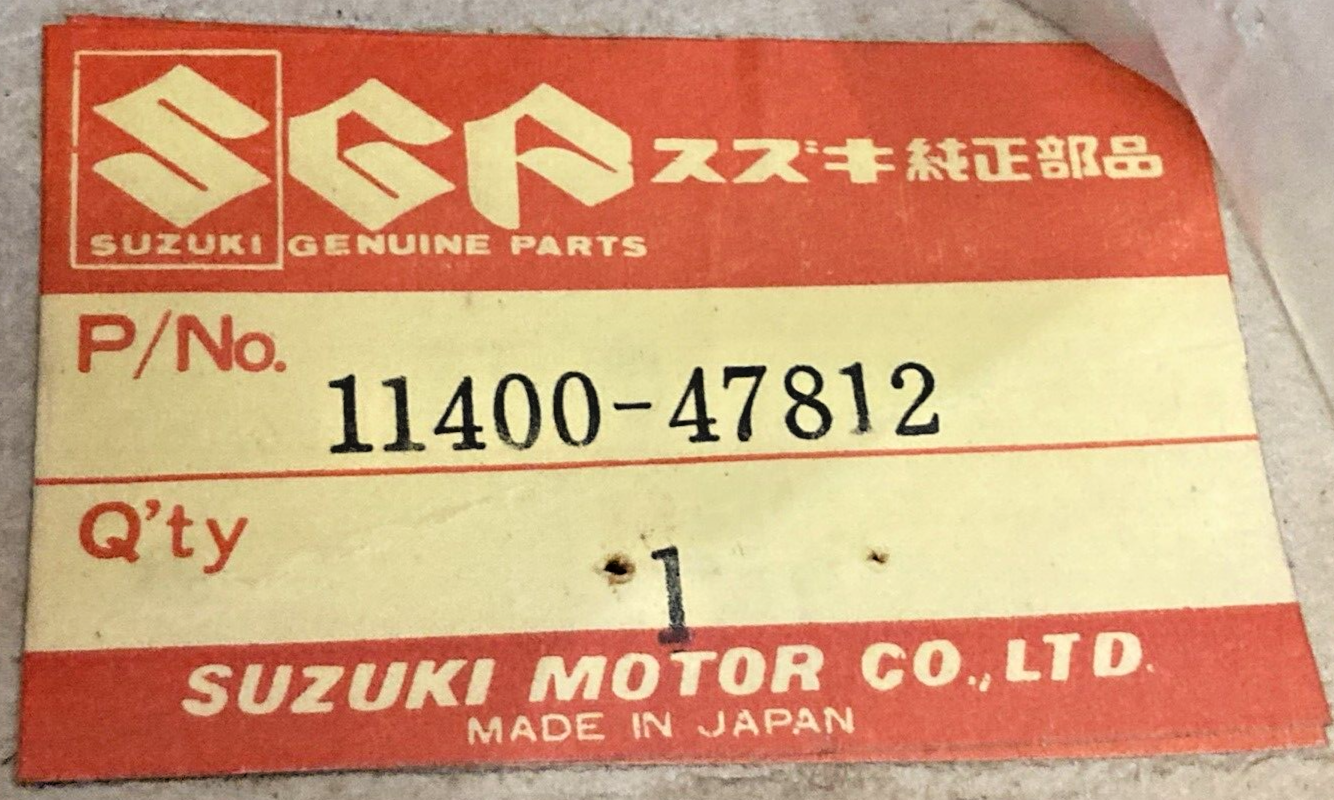 SGP スズキ純正部品
SUZUKI GENUINE PARTS
P/No.
11400-47812
Q'ty
1
SUZUKI MOTOR CO.,LTD.
MADE IN JAPAN